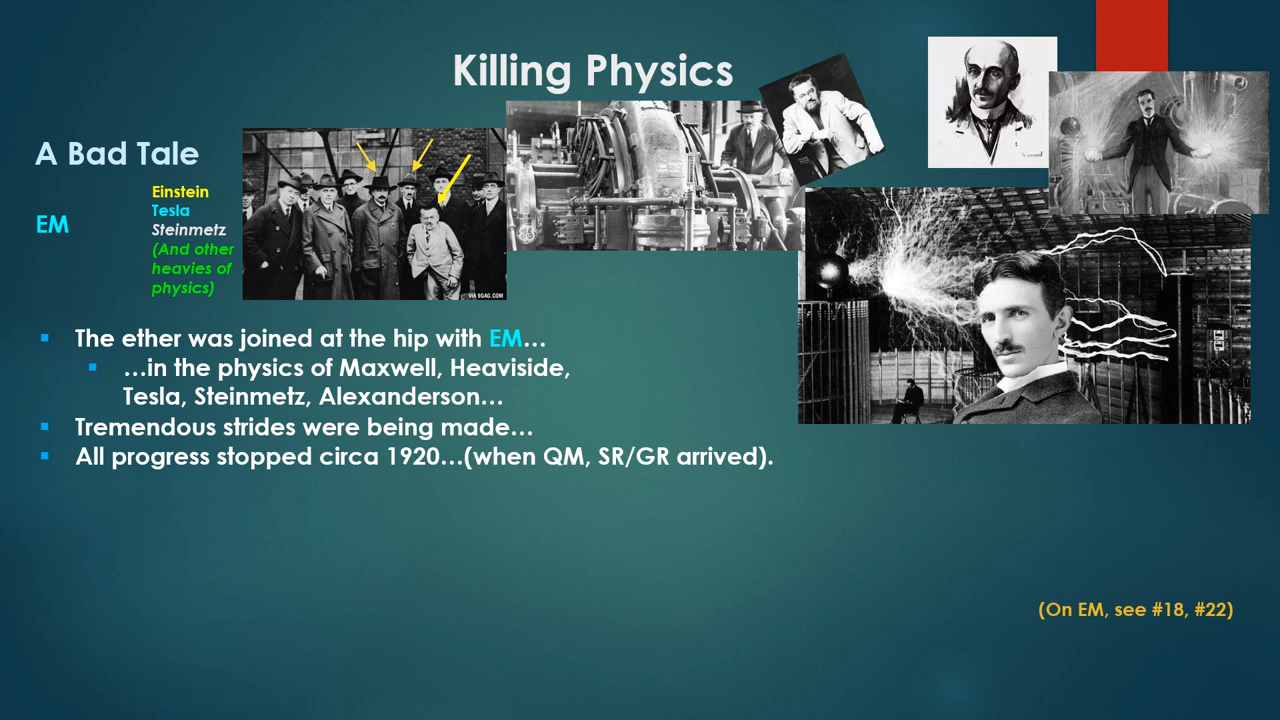 Killing Physics
A Bad Tale
EM
Einstein
Tesla
Steinmetz
(And other
heavies of
physics)
VIA 9GAG.COM
▪ The ether was joined at the hip with EM…
▪ …in the physics of Maxwell, Heaviside,
Tesla, Steinmetz, Alexanderson…
▪ Tremendous strides were being made…
▪ All progress stopped circa 1920…(when QM, SR/GR arrived).
(On EM, see #18, #22)